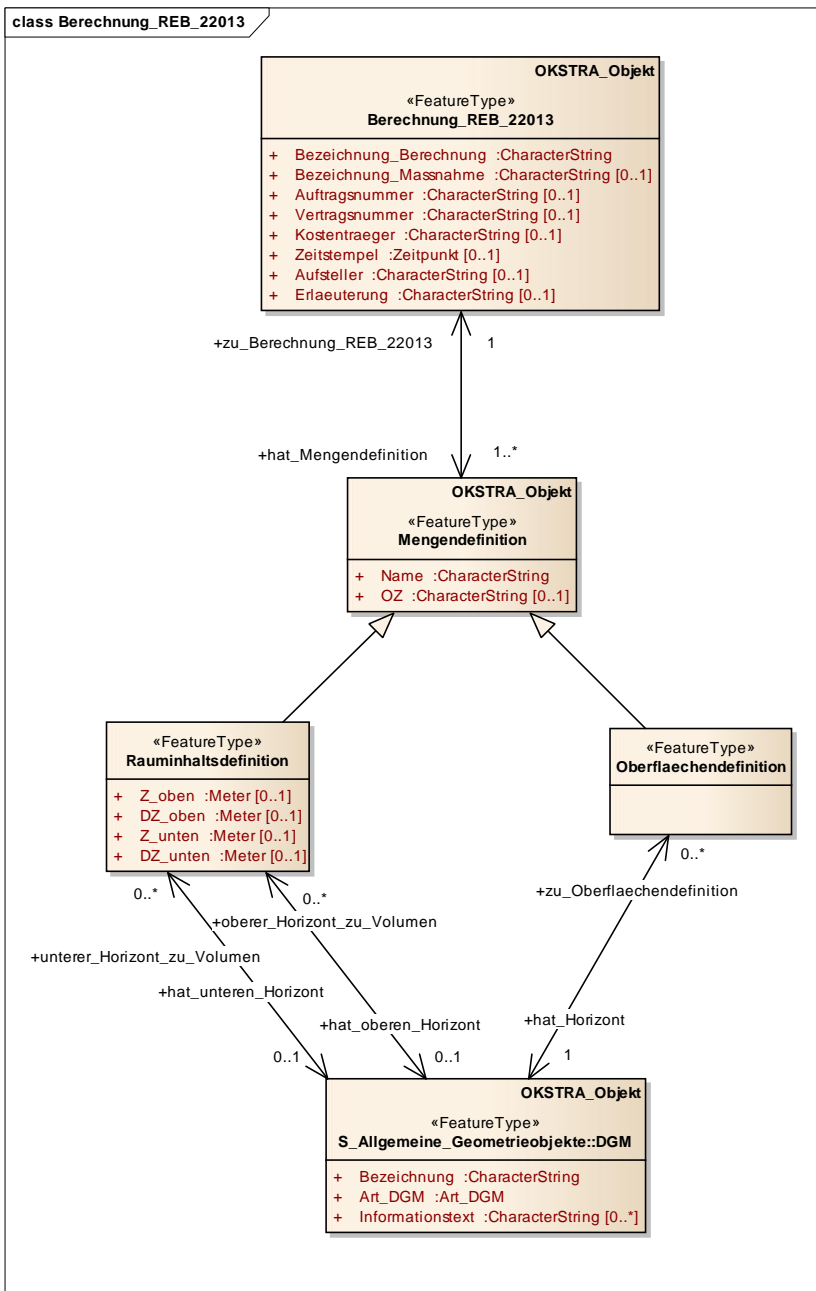 class Berechnung_REB_22013
OKSTRA_Objekt
«FeatureType»
Berechnung_REB_22013
+ Bezeichnung_Berechnung :CharacterString
+ Bezeichnung_Massnahme :CharacterString [0..1]
+ Auftragsnummer :CharacterString [0..1]
+ Vertragsnummer :CharacterString [0..1]
+ Kostentraeger :CharacterString [0..1]
+ Zeitstempel :Zeitpunkt [0..1]
+ Aufsteller :CharacterString [0..1]
+ Erlaeuterung :CharacterString [0..1]
+zu_Berechnung_REB_22013 1
+hat_Mengendefinition 1..*
OKSTRA_Objekt
«FeatureType»
Mengendefinition
+ Name :CharacterString
+ OZ :CharacterString [0..1]
«FeatureType»
Rauminhaltsdefinition
+ Z_oben :Meter [0..1]
+ DZ_oben :Meter [0..1]
+ Z_unten :Meter [0..1]
+ DZ_unten :Meter [0..1]
«FeatureType»
Oberflaechendefinition
0..* 0..* 0..*
+zu_Oberflaechendefinition
+oberer_Horizont_zu_Volumen
+unterer_Horizont_zu_Volumen
+hat_unteren_Horizont
+hat_oberen_Horizont
+hat_Horizont
0..1 0..1 1
OKSTRA_Objekt
«FeatureType»
S_Allgemeine_Geometrieobjekte::DGM
+ Bezeichnung :CharacterString
+ Art_DGM :Art_DGM
+ Informationstext :CharacterString [0..*]